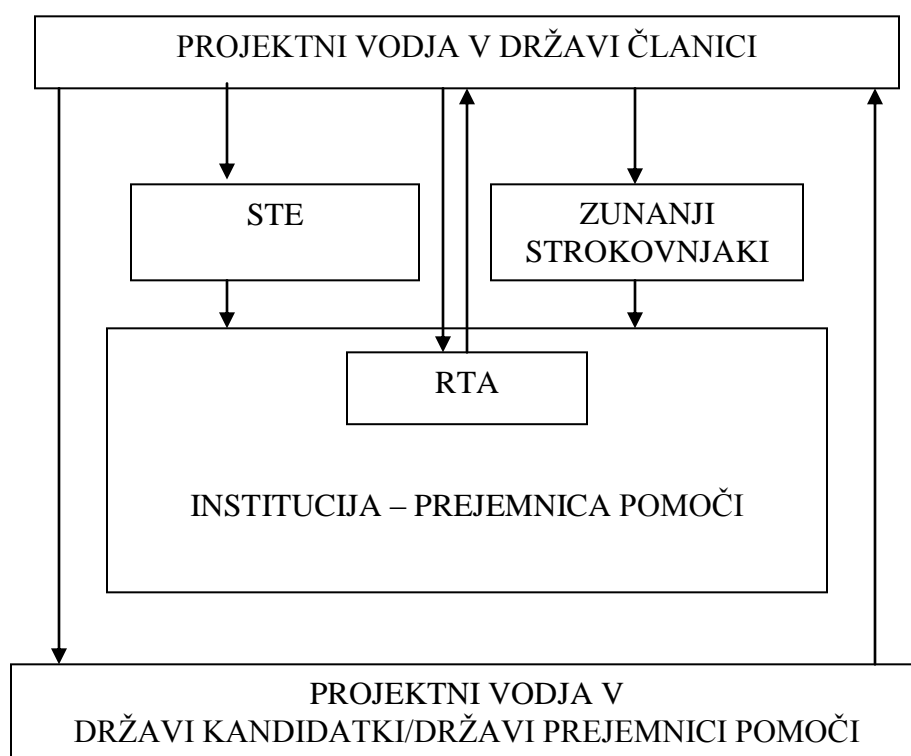 PROJEKTNI VODJA V DRŽAVI ČLANICI
STE
ZUNANJI
STROKOVNJAKI
RTA
INSTITUCIJA – PREJEMNICA POMOČI
PROJEKTNI VODJA V
DRŽAVI KANDIDATKI/DRŽAVI PREJEMNICI POMOČI